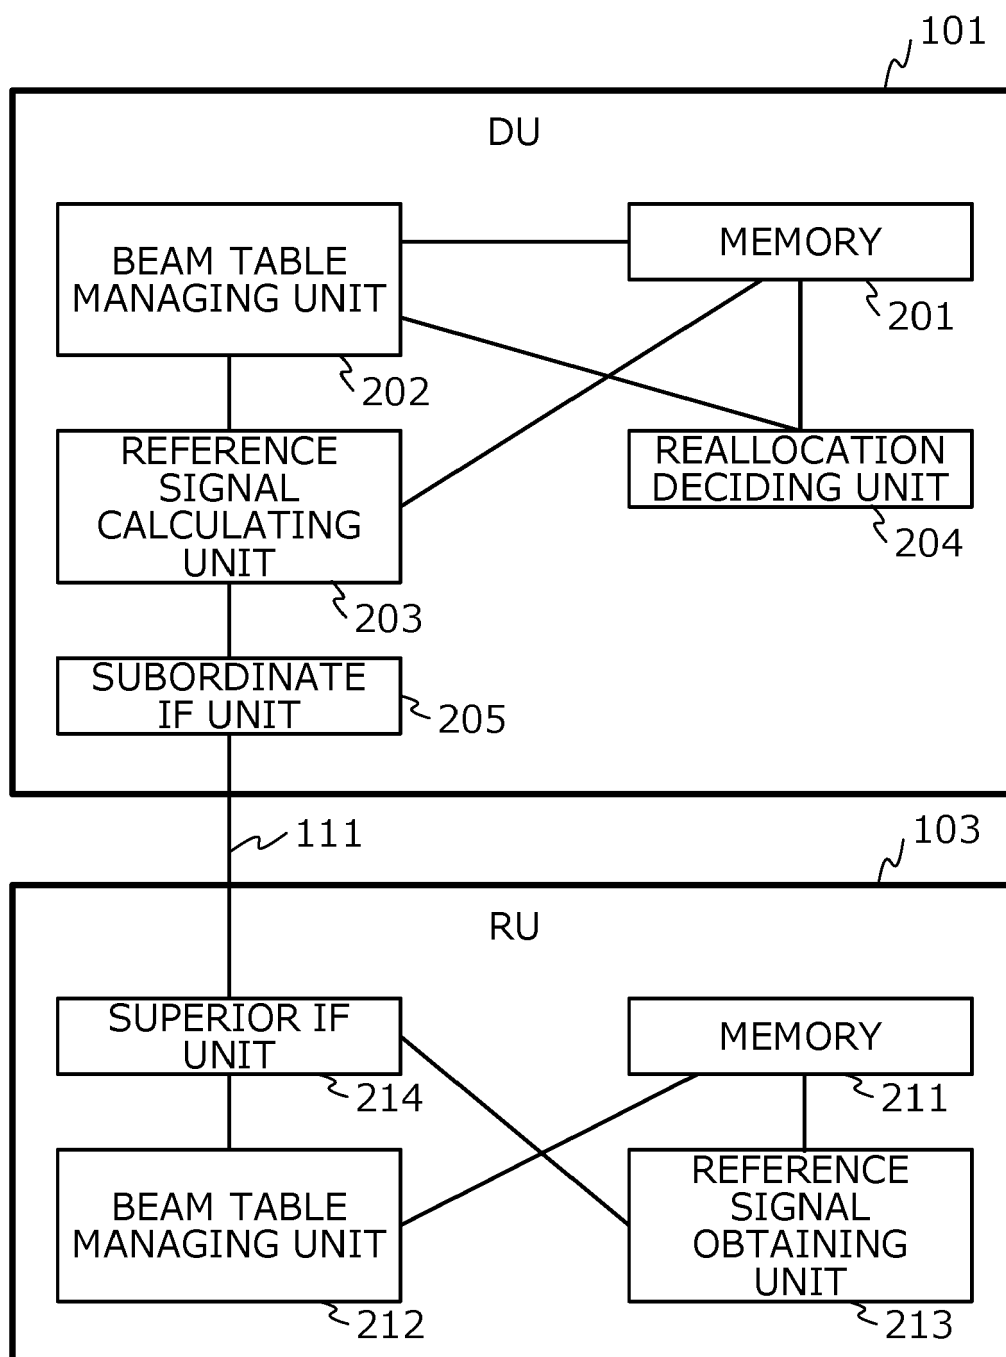 101
DU
BEAM TABLE
MANAGING UNIT
202
MEMORY
201
REFERENCE
SIGNAL
CALCULATING
UNIT
203
REALLOCATION
DECIDING UNIT
204
SUBORDINATE
IF UNIT
205
111
103
RU
SUPERIOR IF
UNIT
214
MEMORY
211
BEAM TABLE
MANAGING UNIT
212
REFERENCE
SIGNAL
OBTAINING
UNIT
213